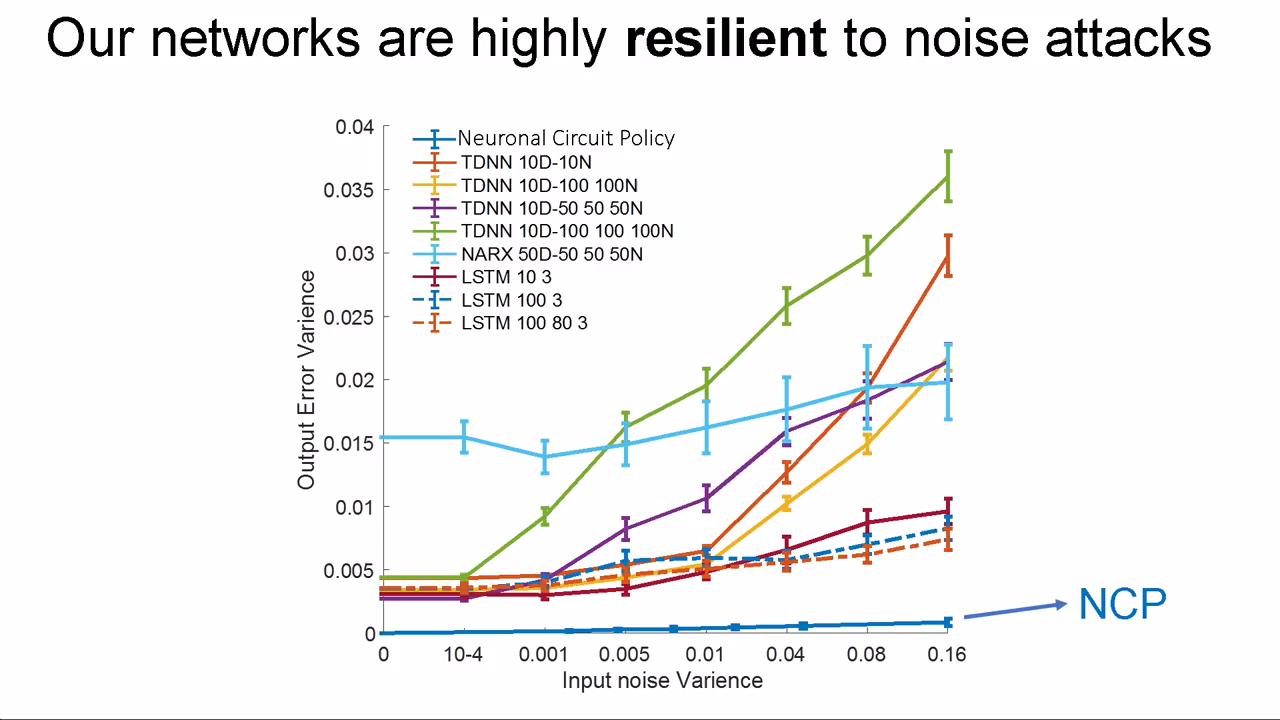 Our networks are highly resilient to noise attacks
0.04
0.035
0.03
0.025
0.02
0.015
0.01
0.005
0
Output Error Varience
Neuronal Circuit Policy
TDNN 10D-10N
TDNN 10D-100 100N
TDNN 10D-50 50 50N
TDNN 10D-100 100 100N
NARX 50D-50 50 50N
LSTM 10 3
LSTM 100 3
LSTM 100 80 3
NCP
0 10-4 0.001 0.005 0.01 0.04 0.08 0.16
Input noise Varience